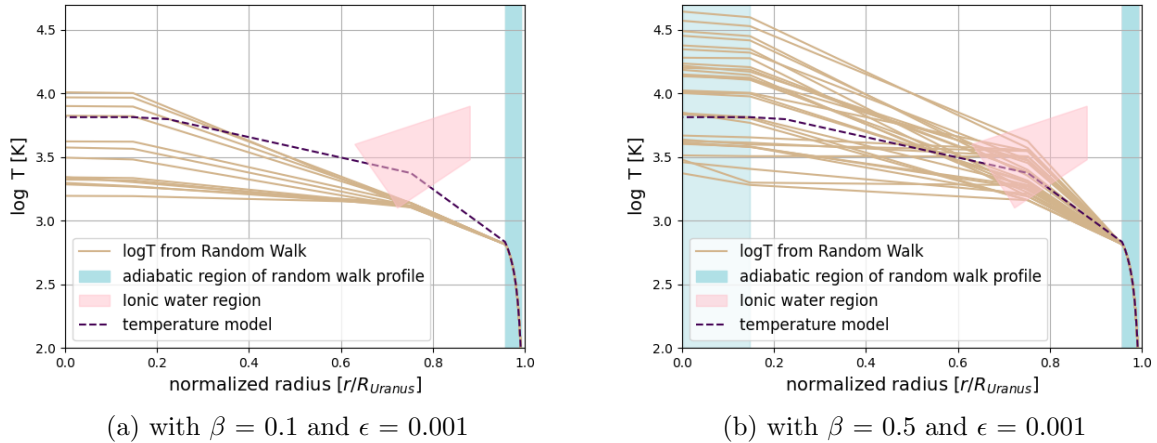 4.5
4.0
3.5
3.0
2.5
2.0
log T [K]
logT from Random Walk
adiabatic region of random walk profile
Ionic water region
temperature model
0.0 0.2 0.4 0.6 0.8 1.0
normalized radius [r/R_Uranus]
(a) with β = 0.1 and ϵ = 0.001
4.5
4.0
3.5
3.0
2.5
2.0
log T [K]
logT from Random Walk
adiabatic region of random walk profile
Ionic water region
temperature model
0.0 0.2 0.4 0.6 0.8 1.0
normalized radius [r/R_Uranus]
(b) with β = 0.5 and ϵ = 0.001